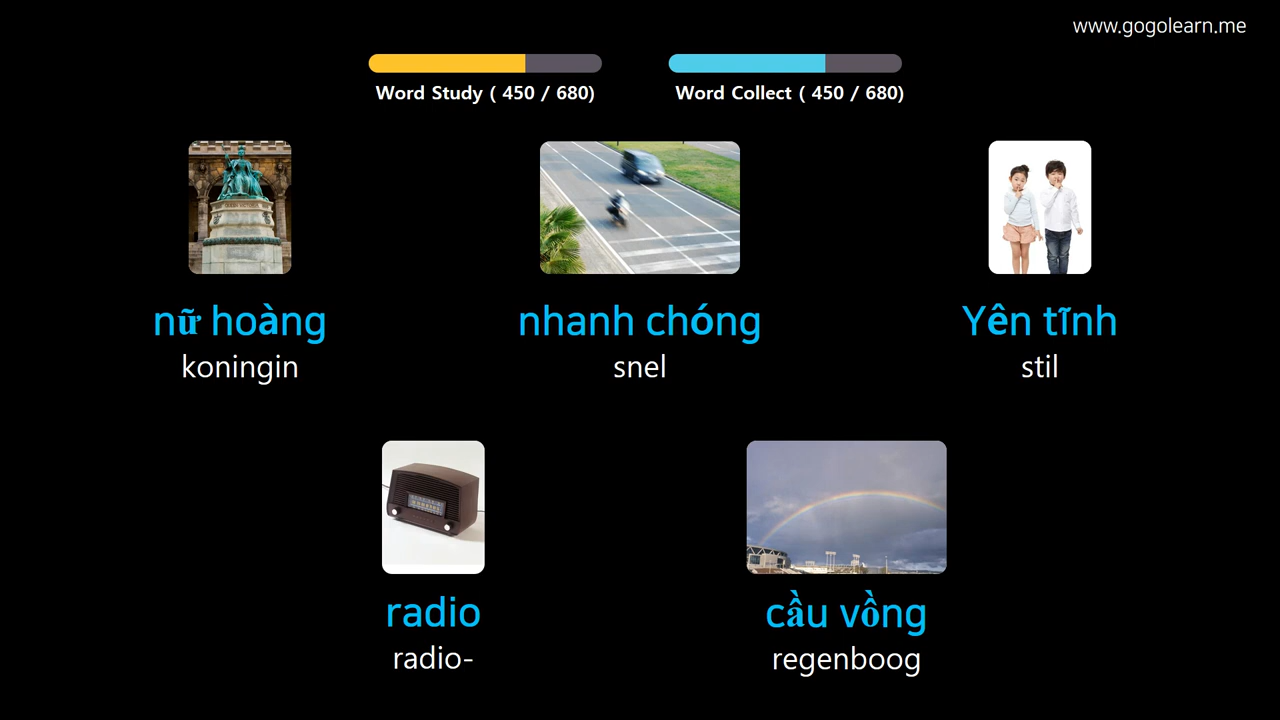 www.gogolearn.me
Word Study ( 450 / 680)
Word Collect ( 450 / 680)
nữ hoàng
koningin
nhanh chóng
snel
Yên tĩnh
stil
radio
radio-
cầu vồng
regenboog